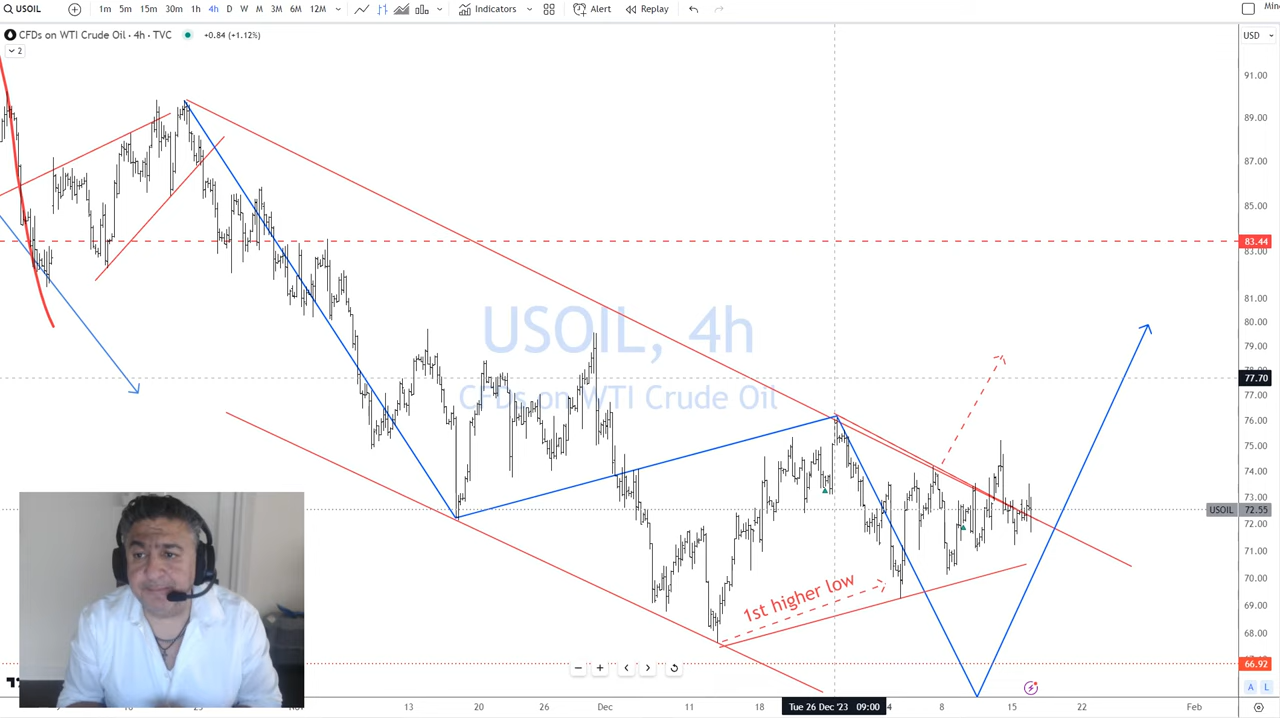 USOIL 1m 5m 15m 30m 1h 4h D W M 3M 6M 12M Indicators Alert Replay
CFDs on WTI Crude Oil · 4h · TVC +0.84 (+1.12%)
2
USD
91.00
89.00
87.00
85.00
83.44
83.00
81.00
80.00
79.00
77.70
77.00
76.00
75.00
74.00
73.00
USOIL 72.55
72.00
71.00
70.00
69.00
68.00
66.92
USOIL, 4h
CFDs on WTI Crude Oil
1st higher low
A L
13 20 26 Dec 11 18 Tue 26 Dec '23 09:00 4 8 15 22 Feb